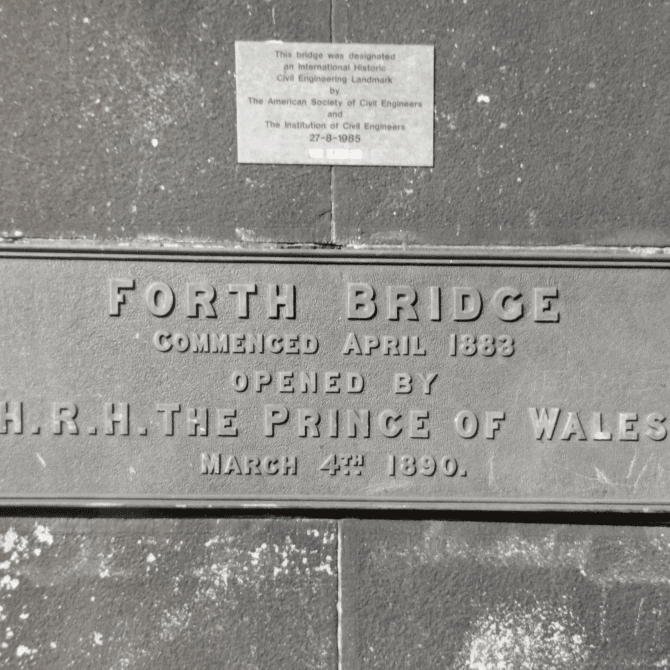 This bridge was designated
an International Historic
Civil Engineering Landmark
by
The American Society of Civil Engineers
and
The Institution of Civil Engineers
27-8-1985
FORTH BRIDGE
COMMENCED APRIL 1883
OPENED BY
H.R.H. THE PRINCE OF WALES
MARCH 4TH 1890.